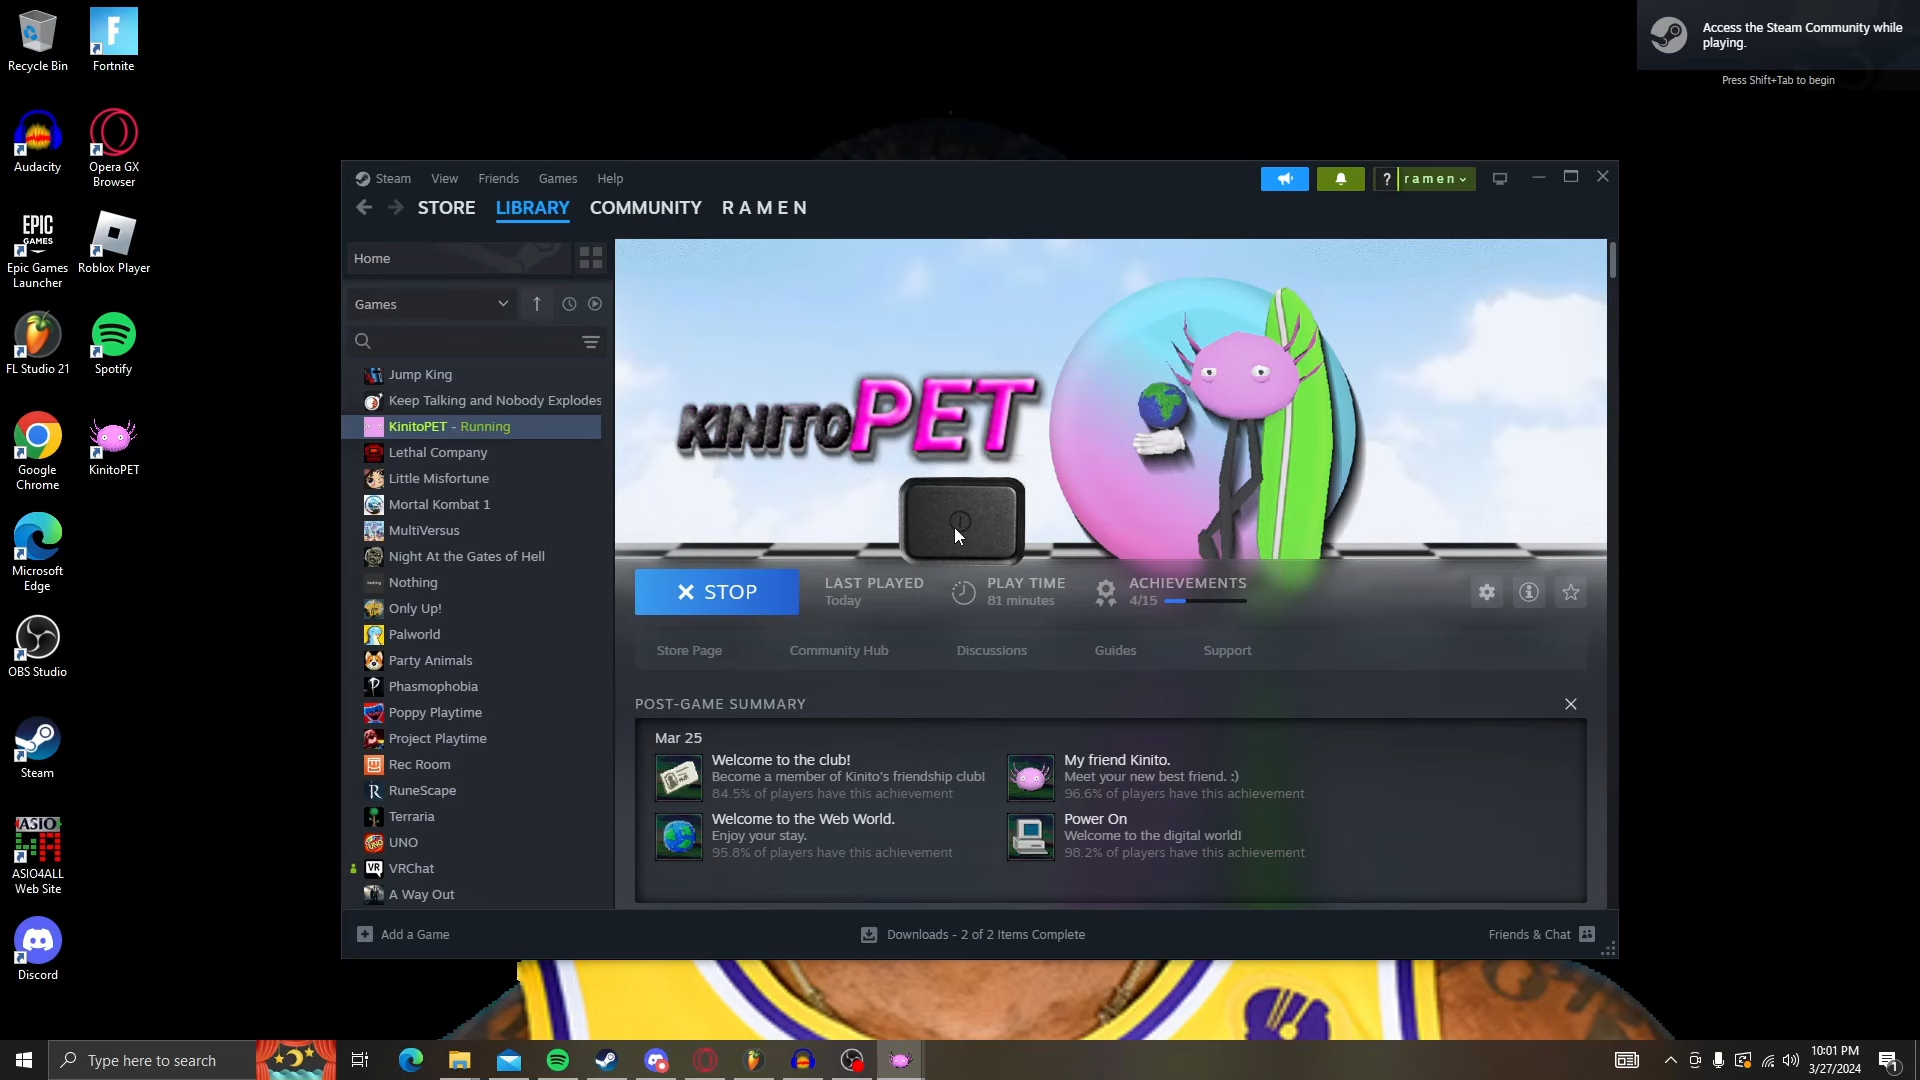 Recycle Bin
Fortnite
Audacity
Opera GX
Browser
EPIC
GAMES
Epic Games
Launcher
Roblox Player
FL Studio 21
Spotify
Google
Chrome
KinitoPET
Microsoft
Edge
OBS Studio
Steam
ASIO
4ALL
ASIO4ALL
Web Site
Discord
Access the Steam Community while
playing.
Press Shift+Tab to begin
Steam View Friends Games Help
? ramen
STORE LIBRARY COMMUNITY RAMEN
Home
Games
Jump King
Keep Talking and Nobody Explodes
KinitoPET - Running
Lethal Company
Little Misfortune
Mortal Kombat 1
MultiVersus
Night At the Gates of Hell
Nothing
Only Up!
Palworld
Party Animals
Phasmophobia
Poppy Playtime
Project Playtime
Rec Room
RuneScape
Terraria
UNO
VRChat
A Way Out
KINITOPET
STOP
LAST PLAYED
Today
PLAY TIME
81 minutes
ACHIEVEMENTS
4/15
Store Page Community Hub Discussions Guides Support
POST-GAME SUMMARY
Mar 25
Welcome to the club!
Become a member of Kinito's friendship club!
84.5% of players have this achievement
My friend Kinito.
Meet your new best friend. :)
96.6% of players have this achievement
Welcome to the Web World.
Enjoy your stay.
95.8% of players have this achievement
Power On
Welcome to the digital world!
98.2% of players have this achievement
Add a Game
Downloads - 2 of 2 Items Complete
Friends & Chat
Type here to search
10:01 PM
3/27/2024
1